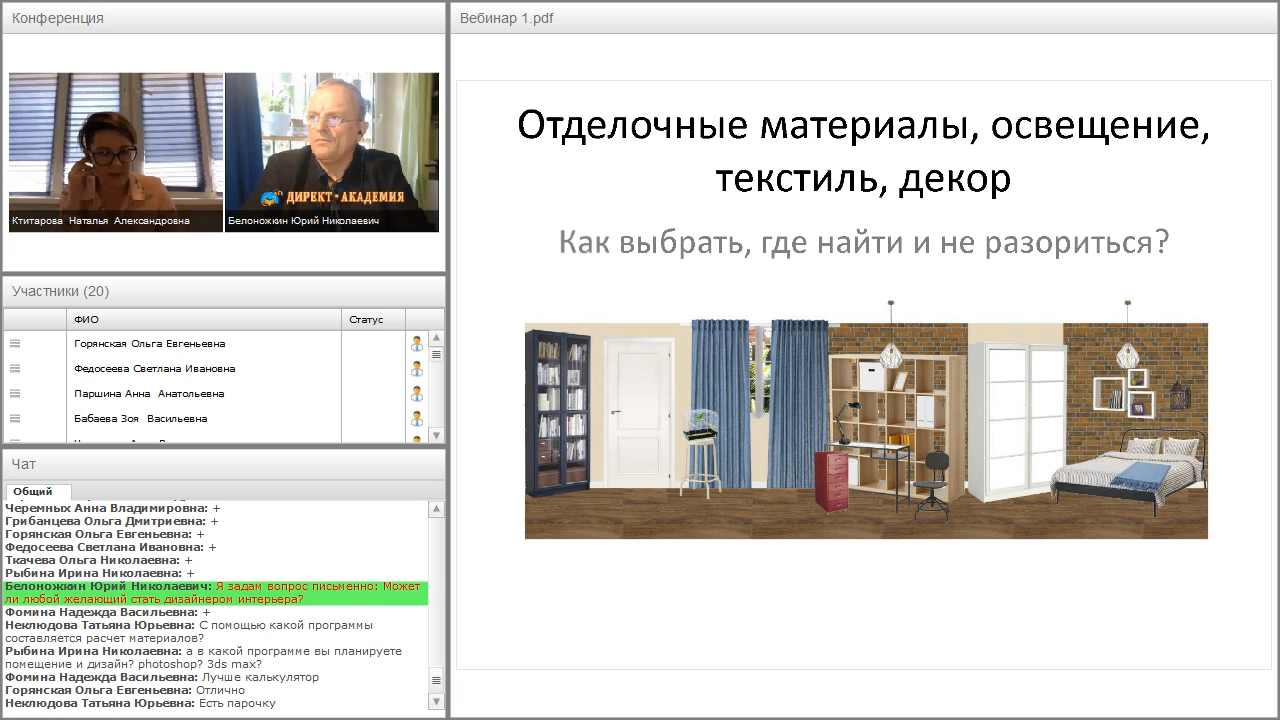 Конференция
Ктитарова Наталья Александровна
ДИРЕКТ-АКАДЕМИЯ
Белоножкин Юрий Николаевич
Участники (20)
ФИО Статус
Горянская Ольга Евгеньевна
Федосеева Светлана Ивановна
Паршина Анна Анатольевна
Бабаева Зоя Васильевна
Чат
Общий
Черемных Анна Владимировна: +
Грибанцева Ольга Дмитриевна: +
Горянская Ольга Евгеньевна: +
Федосеева Светлана Ивановна: +
Ткачева Ольга Николаевна: +
Рыбина Ирина Николаевна: +
Белоножкин Юрий Николаевич: Я задам вопрос письменно: Может
ли любой желающий стать дизайнером интерьера?
Фомина Надежда Васильевна: +
Неклюдова Татьяна Юрьевна: С помощью какой программы
составляется расчет материалов?
Рыбина Ирина Николаевна: а в какой программе вы планируете
помещение и дизайн? photoshop? 3ds max?
Фомина Надежда Васильевна: Лучше калькулятор
Горянская Ольга Евгеньевна: Отлично
Неклюдова Татьяна Юрьевна: Есть парочку
Вебинар 1.pdf
Отделочные материалы, освещение,
текстиль, декор
Как выбрать, где найти и не разориться?